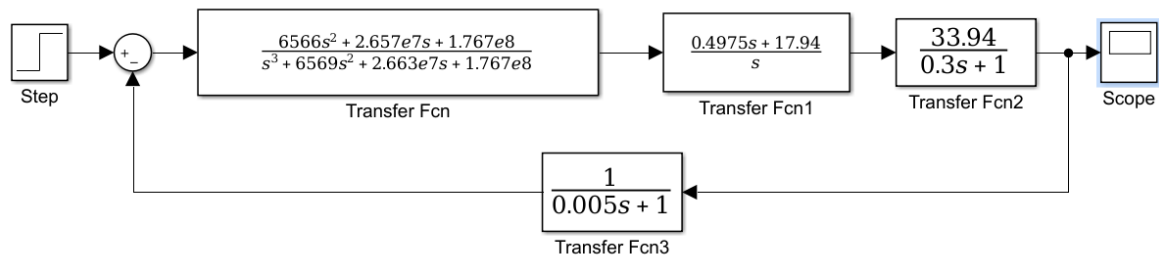 Step
+
−
6566s² + 2.657e7s + 1.767e8
s³ + 6569s² + 2.663e7s + 1.767e8
Transfer Fcn
0.4975s + 17.94
s
Transfer Fcn1
33.94
0.3s + 1
Transfer Fcn2
Scope
1
0.005s + 1
Transfer Fcn3